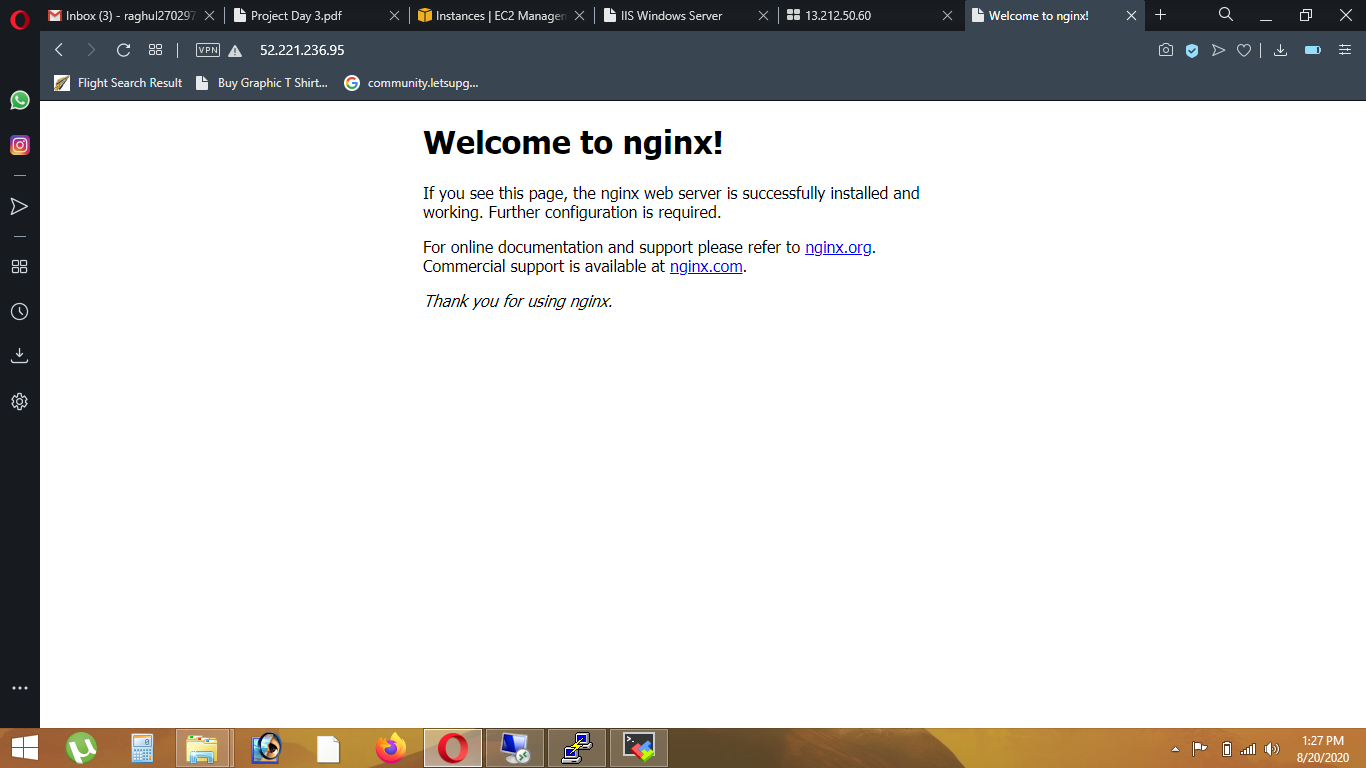 Inbox (3) - raghul270297
Project Day 3.pdf
Instances | EC2 Managem
IIS Windows Server
13.212.50.60
Welcome to nginx!
VPN
52.221.236.95
Flight Search Result
Buy Graphic T Shirt...
community.letsupg...
Welcome to nginx!
If you see this page, the nginx web server is successfully installed and
working. Further configuration is required.
For online documentation and support please refer to nginx.org.
Commercial support is available at nginx.com.
Thank you for using nginx.
1:27 PM
8/20/2020